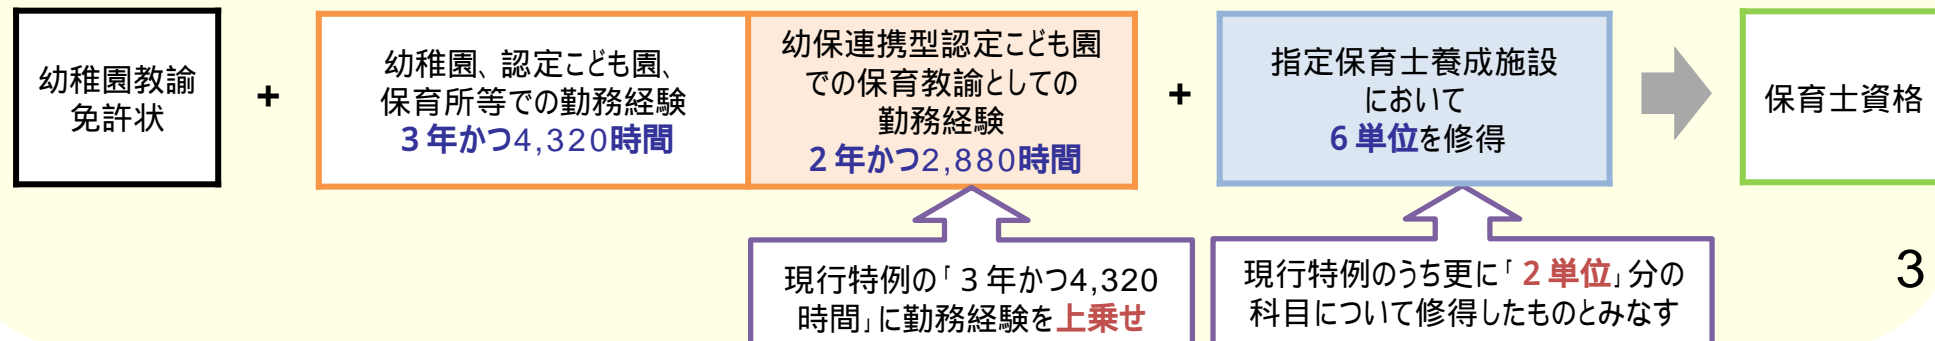 幼稚園教諭
免許状
+
幼稚園、認定こども園、
保育所等での勤務経験
３年かつ4,320時間
幼保連携型認定こども園
での保育教諭としての
勤務経験
２年かつ2,880時間
+
指定保育士養成施設
において
６単位を修得
保育士資格
現行特例の「３年かつ4,320
時間」に勤務経験を上乗せ
現行特例のうち更に「２単位」分の
科目について修得したものとみなす
3